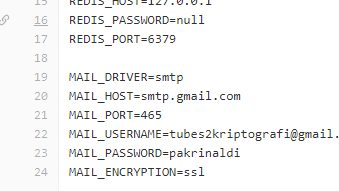 15 REDIS_HOST=127.0.0.1
16 REDIS_PASSWORD=null
17 REDIS_PORT=6379
18
19 MAIL_DRIVER=smtp
20 MAIL_HOST=smtp.gmail.com
21 MAIL_PORT=465
22 MAIL_USERNAME=tubes2kriptografi@gmail.
23 MAIL_PASSWORD=pakrinaldi
24 MAIL_ENCRYPTION=ssl